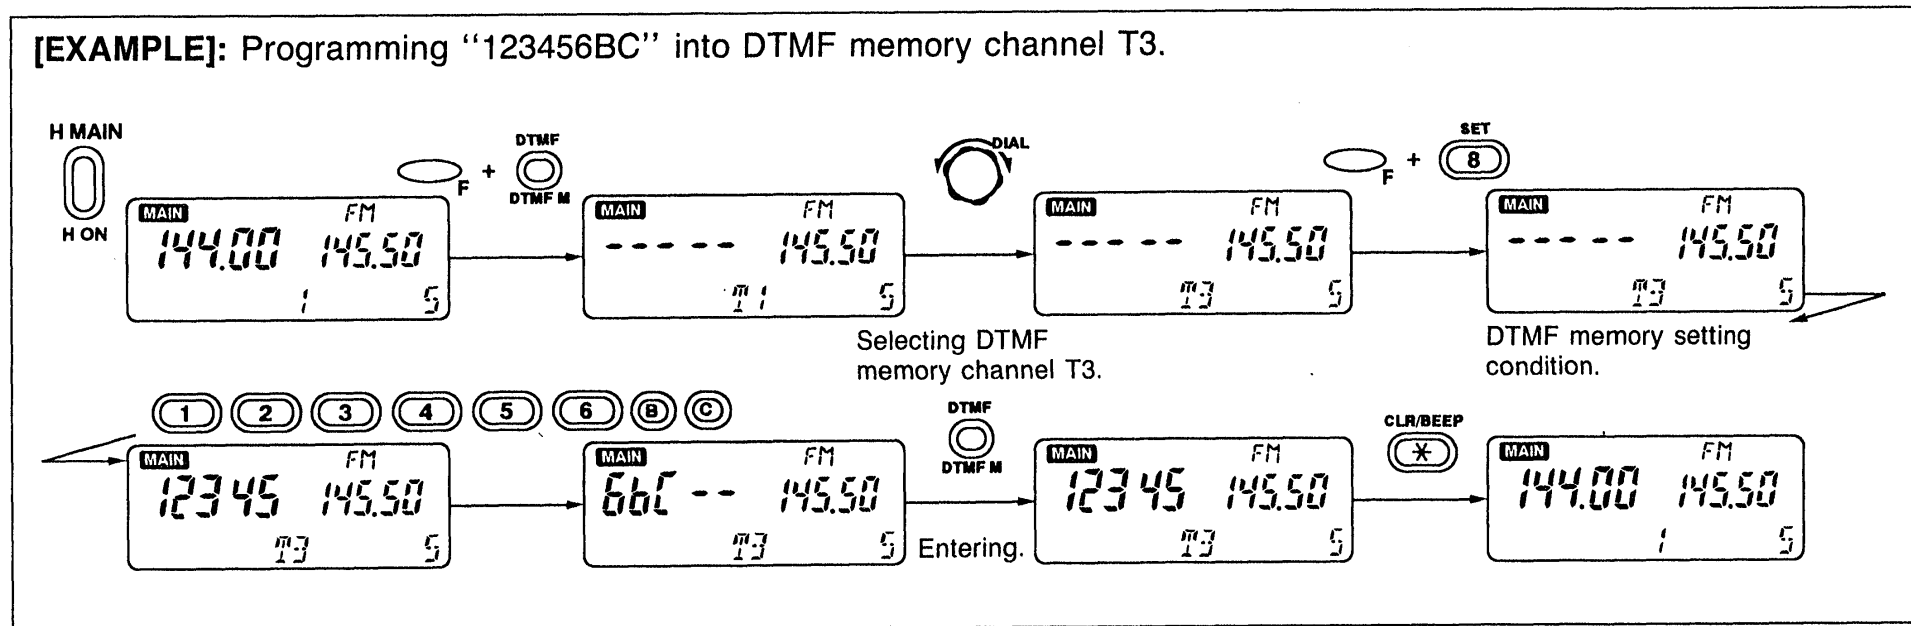 [EXAMPLE]: Programming ‘‘123456BC’’ into DTMF memory channel T3.
H MAIN
H ON
F + DTMF
DTMF M
DIAL
F + SET
8
MAIN FM
144.00 145.50
1 5
MAIN FM
----- 145.50
T1 5
MAIN FM
----- 145.50
T3 5
MAIN FM
----- 145.50
T3 5
Selecting DTMF
memory channel T3.
DTMF memory setting
condition.
1 2 3 4 5 6 B C
DTMF
DTMF M
CLR/BEEP
*
MAIN FM
12345 145.50
T3 5
MAIN FM
6bC -- 145.50
T3 5
Entering.
MAIN FM
12345 145.50
T3 5
MAIN FM
144.00 145.50
1 5